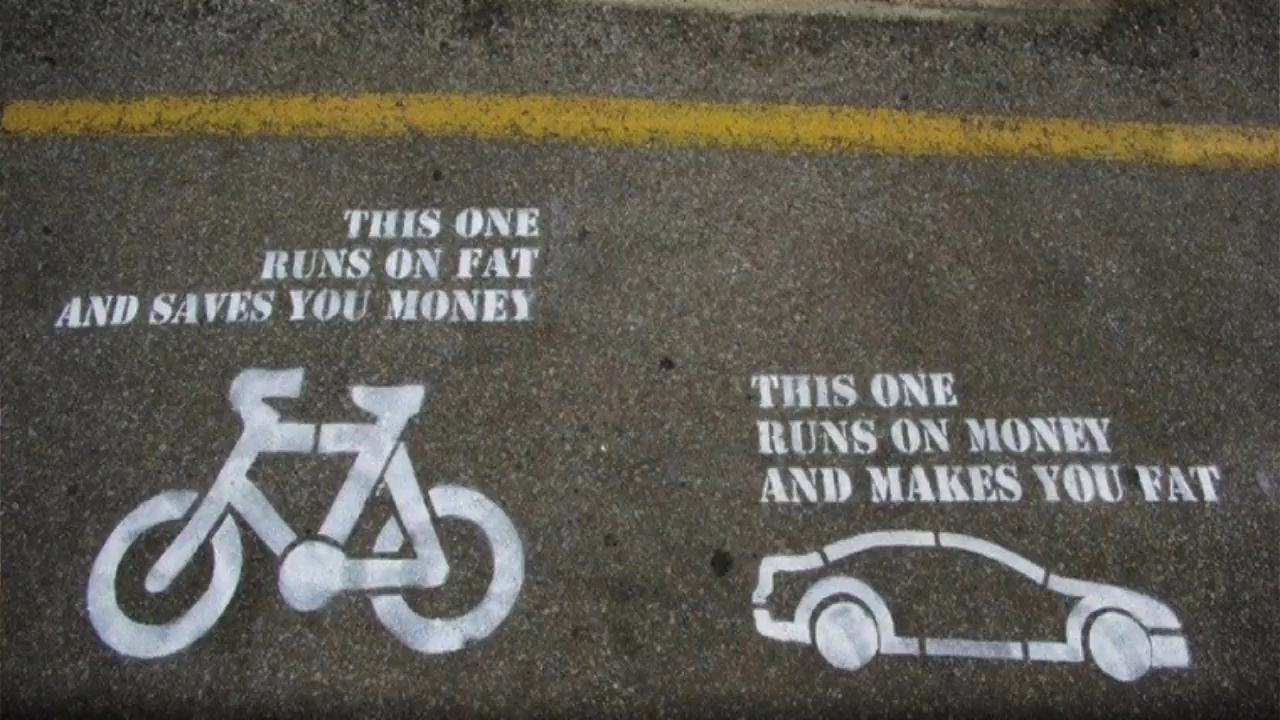 THIS ONE
RUNS ON FAT
AND SAVES YOU MONEY
THIS ONE
RUNS ON MONEY
AND MAKES YOU FAT